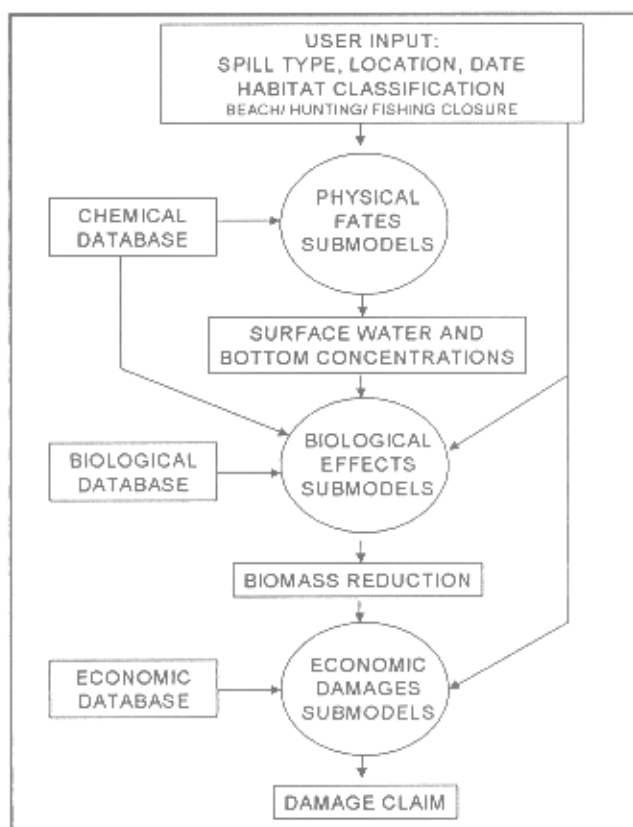 USER INPUT:
SPILL TYPE, LOCATION, DATE
HABITAT CLASSIFICATION
BEACH/ HUNTING/ FISHING CLOSURE
PHYSICAL
FATES
SUBMODELS
CHEMICAL
DATABASE
SURFACE WATER AND
BOTTOM CONCENTRATIONS
BIOLOGICAL
EFFECTS
SUBMODELS
BIOLOGICAL
DATABASE
BIOMASS REDUCTION
ECONOMIC
DAMAGES
SUBMODELS
ECONOMIC
DATABASE
DAMAGE CLAIM